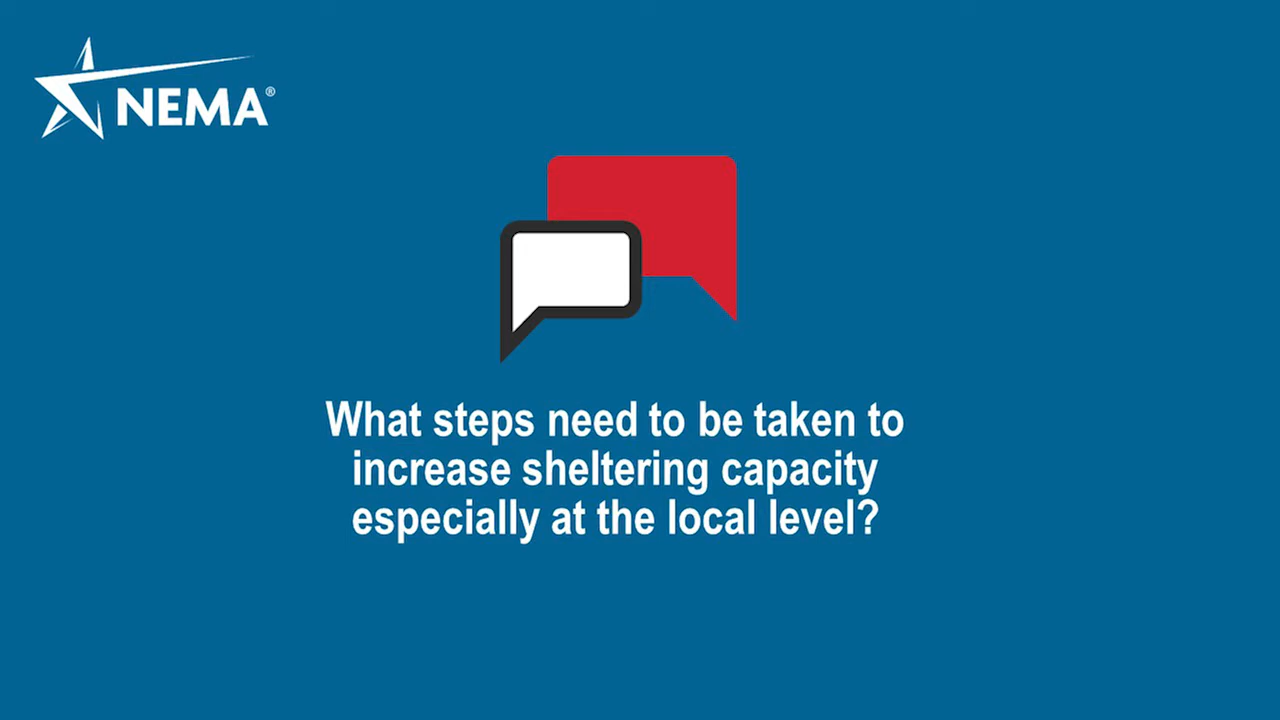 NEMA®
What steps need to be taken to
increase sheltering capacity
especially at the local level?